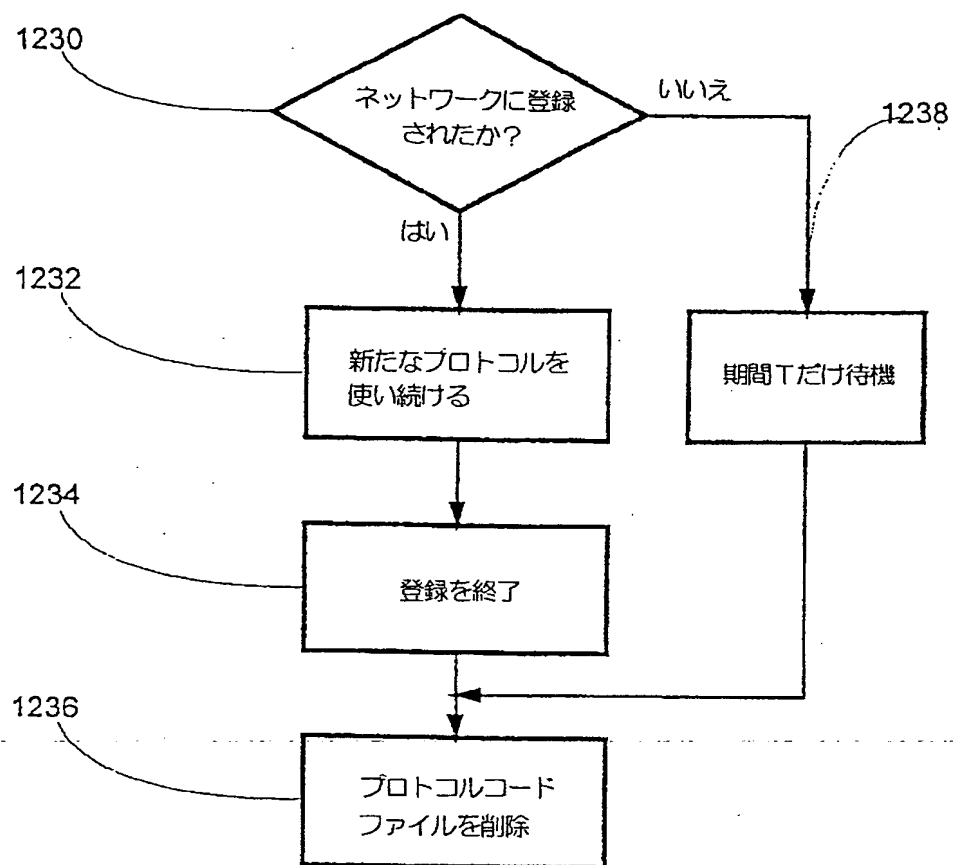 1230
ネットワークに登録
されたか?
いいえ
1238
はい
1232
新たなプロトコルを
使い続ける
期間Tだけ待機
1234
登録を終了
1236
プロトコルコード
ファイルを削除